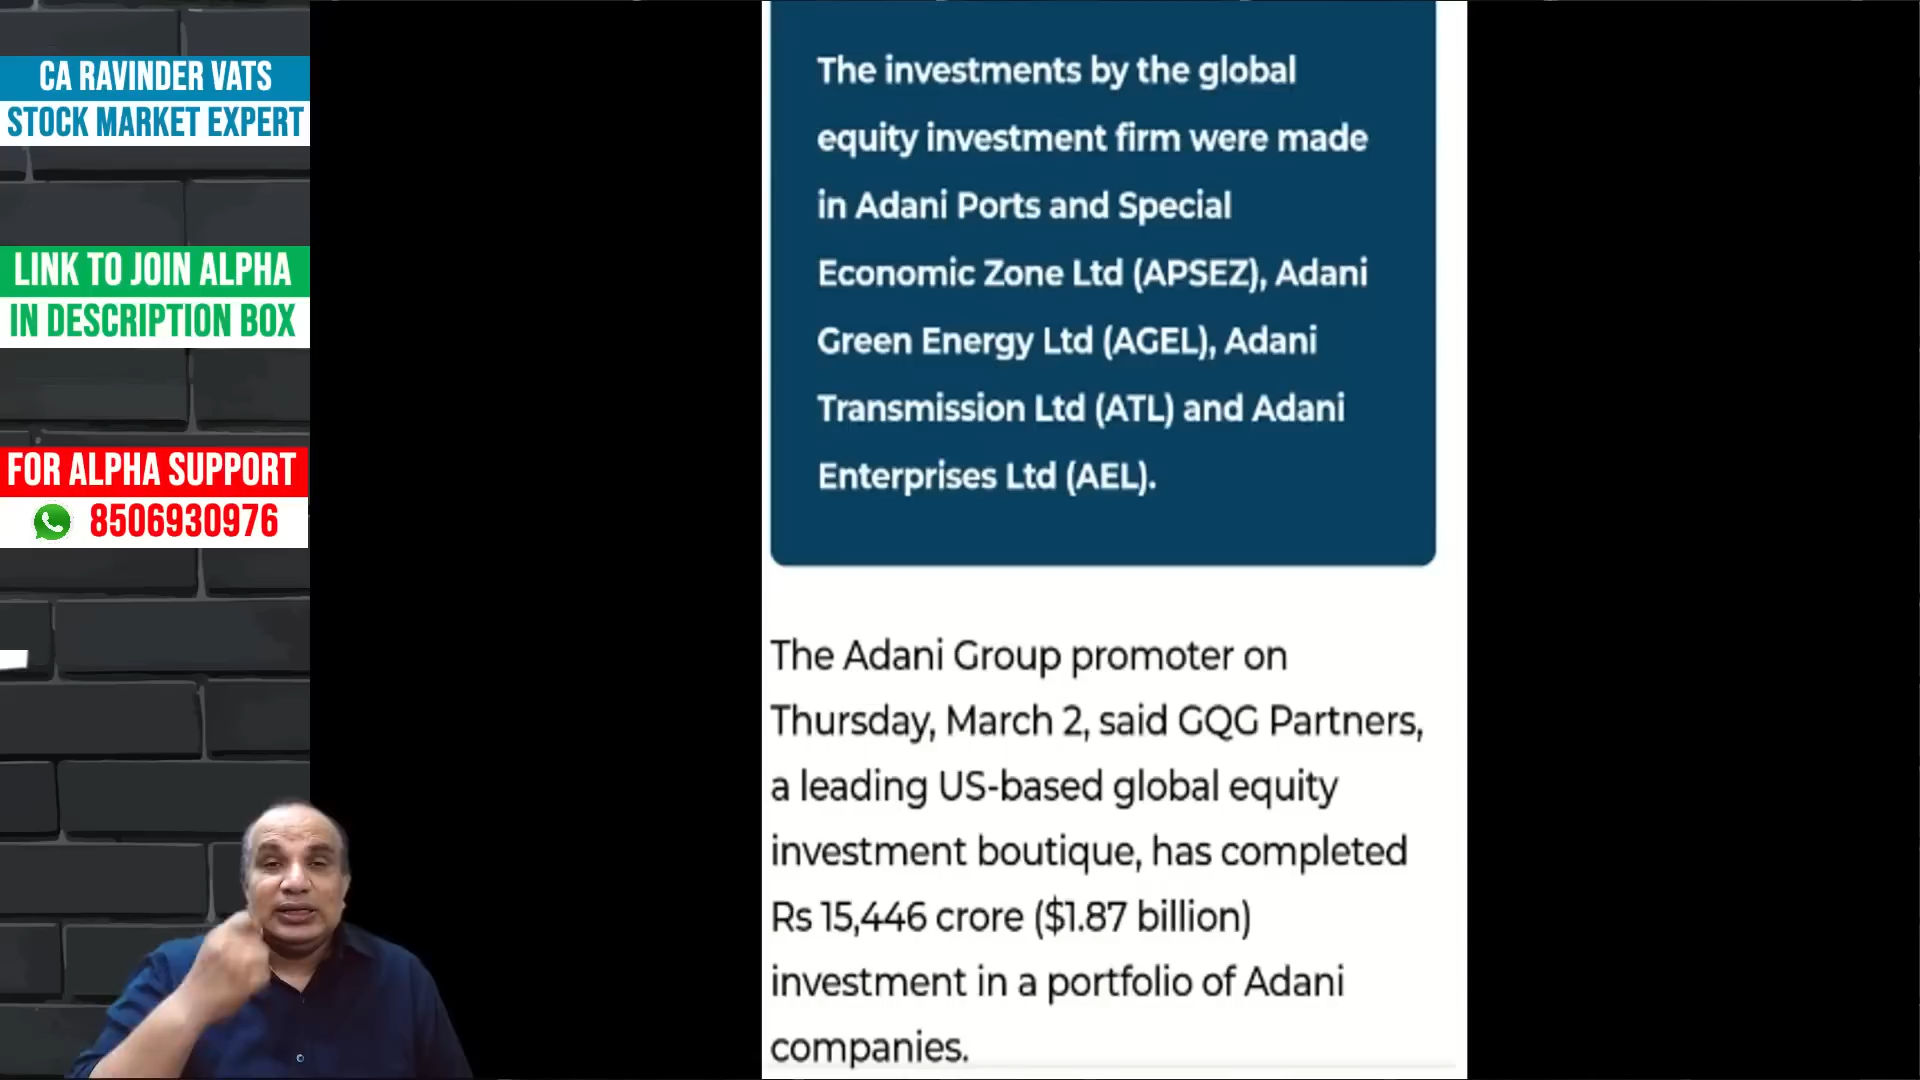 CA RAVINDER VATS
STOCK MARKET EXPERT
LINK TO JOIN ALPHA
IN DESCRIPTION BOX
FOR ALPHA SUPPORT
8506930976
The investments by the global
equity investment firm were made
in Adani Ports and Special
Economic Zone Ltd (APSEZ), Adani
Green Energy Ltd (AGEL), Adani
Transmission Ltd (ATL) and Adani
Enterprises Ltd (AEL).
The Adani Group promoter on
Thursday, March 2, said GQG Partners,
a leading US-based global equity
investment boutique, has completed
Rs 15,446 crore ($1.87 billion)
investment in a portfolio of Adani
companies.